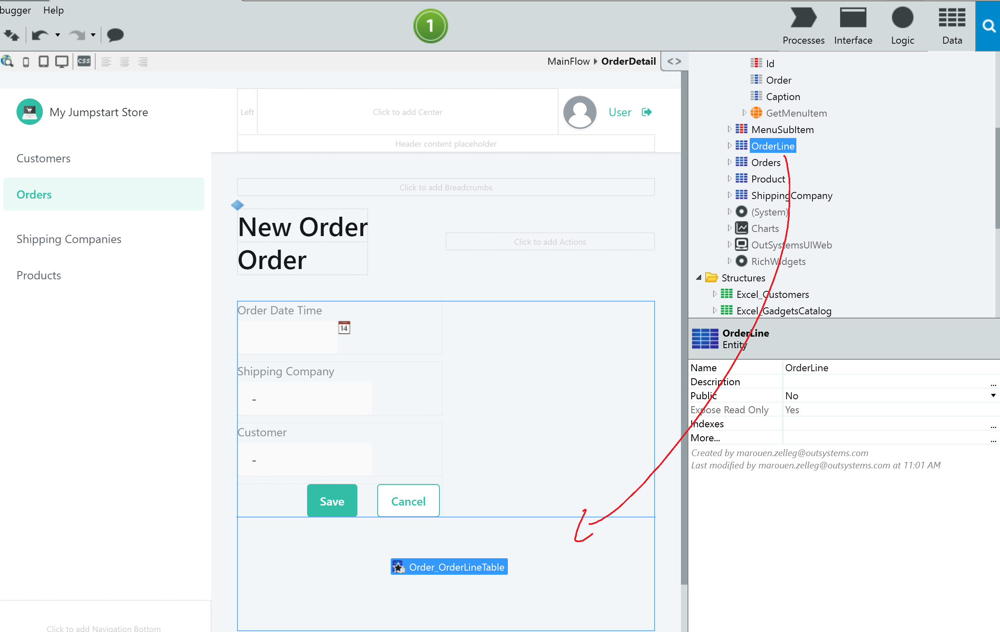 bugger Help
1
Processes Interface Logic Data
CSS
MainFlow OrderDetail <>
Id
Order
Caption
GetMenuItem
MenuSubItem
OrderLine
Orders
Product
ShippingCompany
(System)
Charts
OutSystemsUIWeb
RichWidgets
Structures
Excel_Customers
Excel_GadgetsCatalog
My Jumpstart Store
Customers
Orders
Shipping Companies
Products
Click to add Navigation Bottom
Left Click to add Center User
Header content placeholder
Click to add Breadcrumbs
New Order
Order
Click to add Actions
Order Date Time
14
Shipping Company
-
Customer
-
Save Cancel
Order_OrderLineTable
OrderLine
Entity
Name OrderLine
Description ...
Public No
Expose Read Only Yes
Indexes ...
More... ...
Created by marouen.zelleg@outsystems.com
Last modified by marouen.zelleg@outsystems.com at 11:01 AM